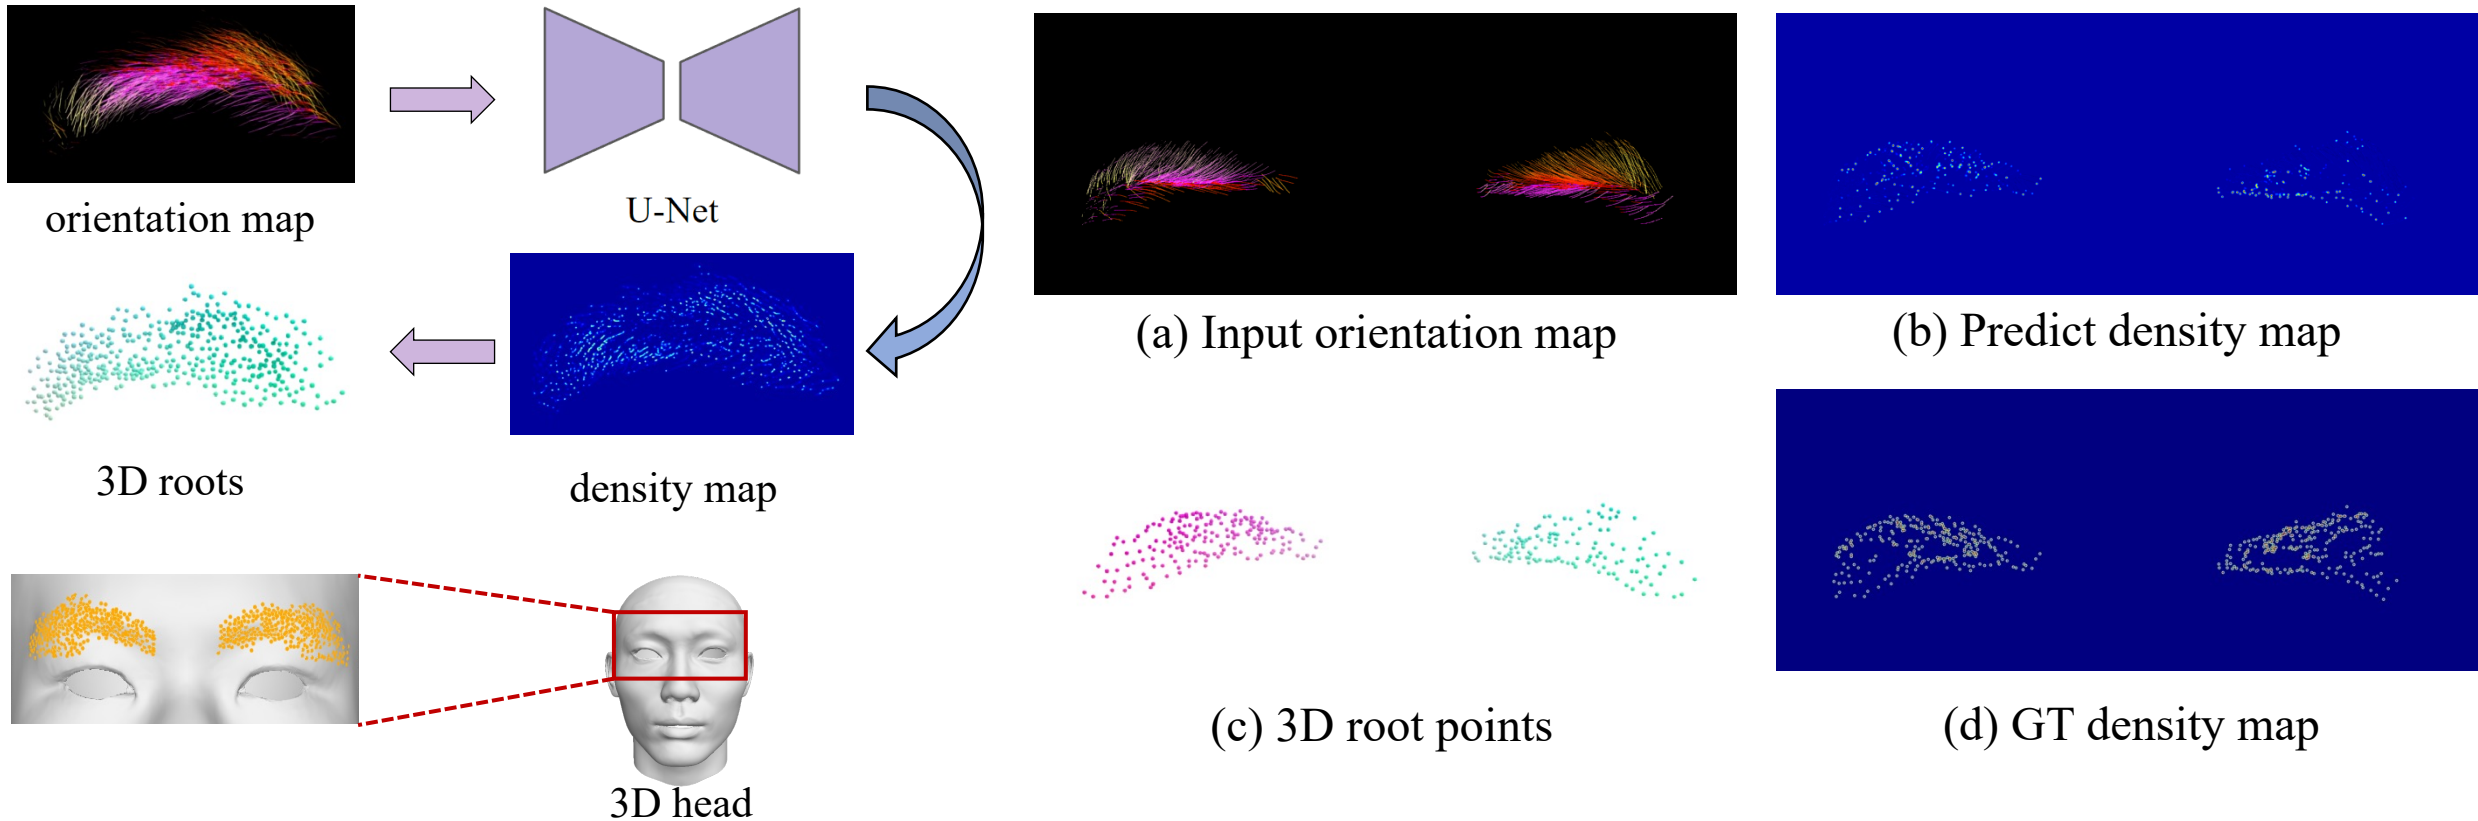 orientation map
U-Net
3D roots
density map
3D head
(a) Input orientation map
(b) Predict density map
(c) 3D root points
(d) GT density map